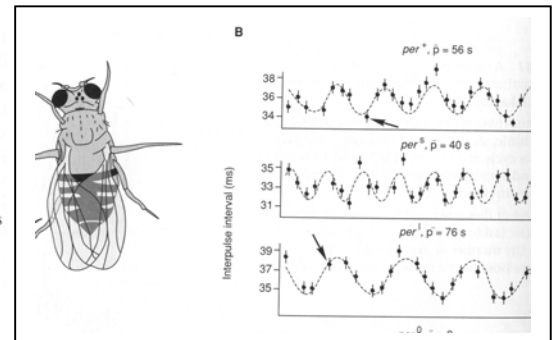 B
per⁺, p̄ = 56 s
38
36
34
perˢ, p̄ = 40 s
35
33
31
Interpulse interval (ms)
perˡ, p̄ = 76 s
39
37
35
s